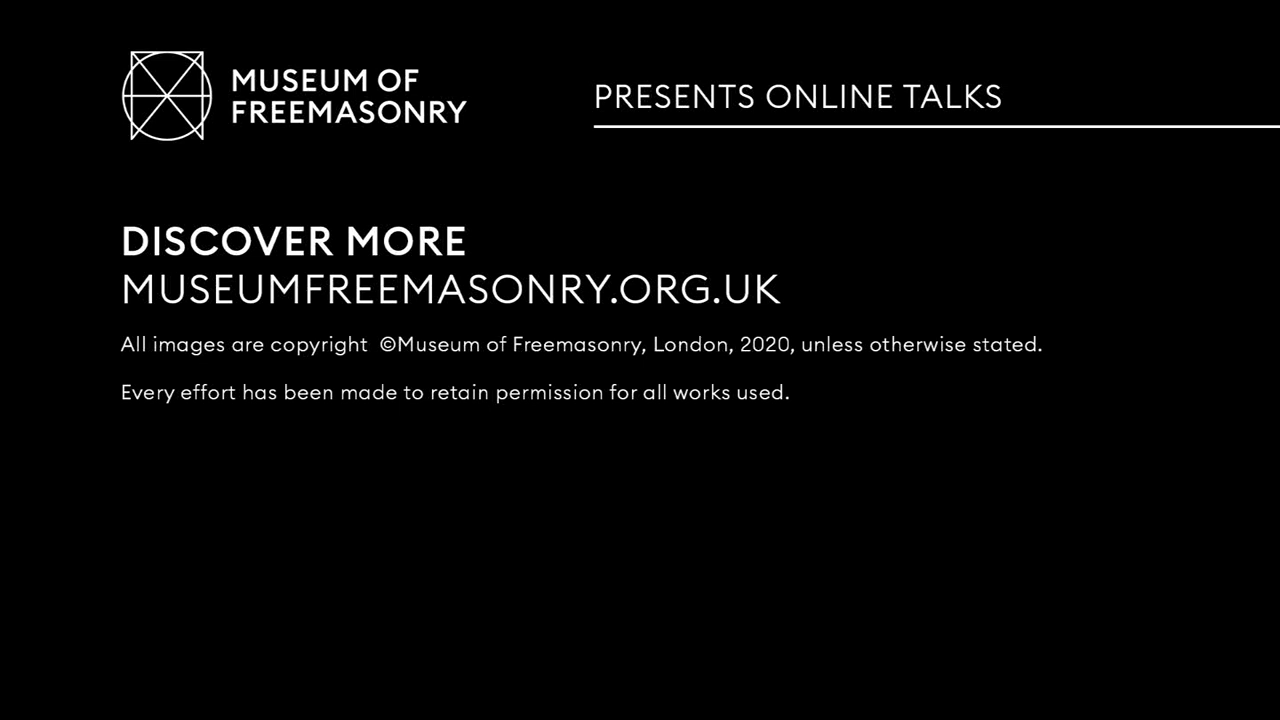 MUSEUM OF
FREEMASONRY
PRESENTS ONLINE TALKS
DISCOVER MORE
MUSEUMFREEMASONRY.ORG.UK
All images are copyright  ©Museum of Freemasonry, London, 2020, unless otherwise stated.
Every effort has been made to retain permission for all works used.